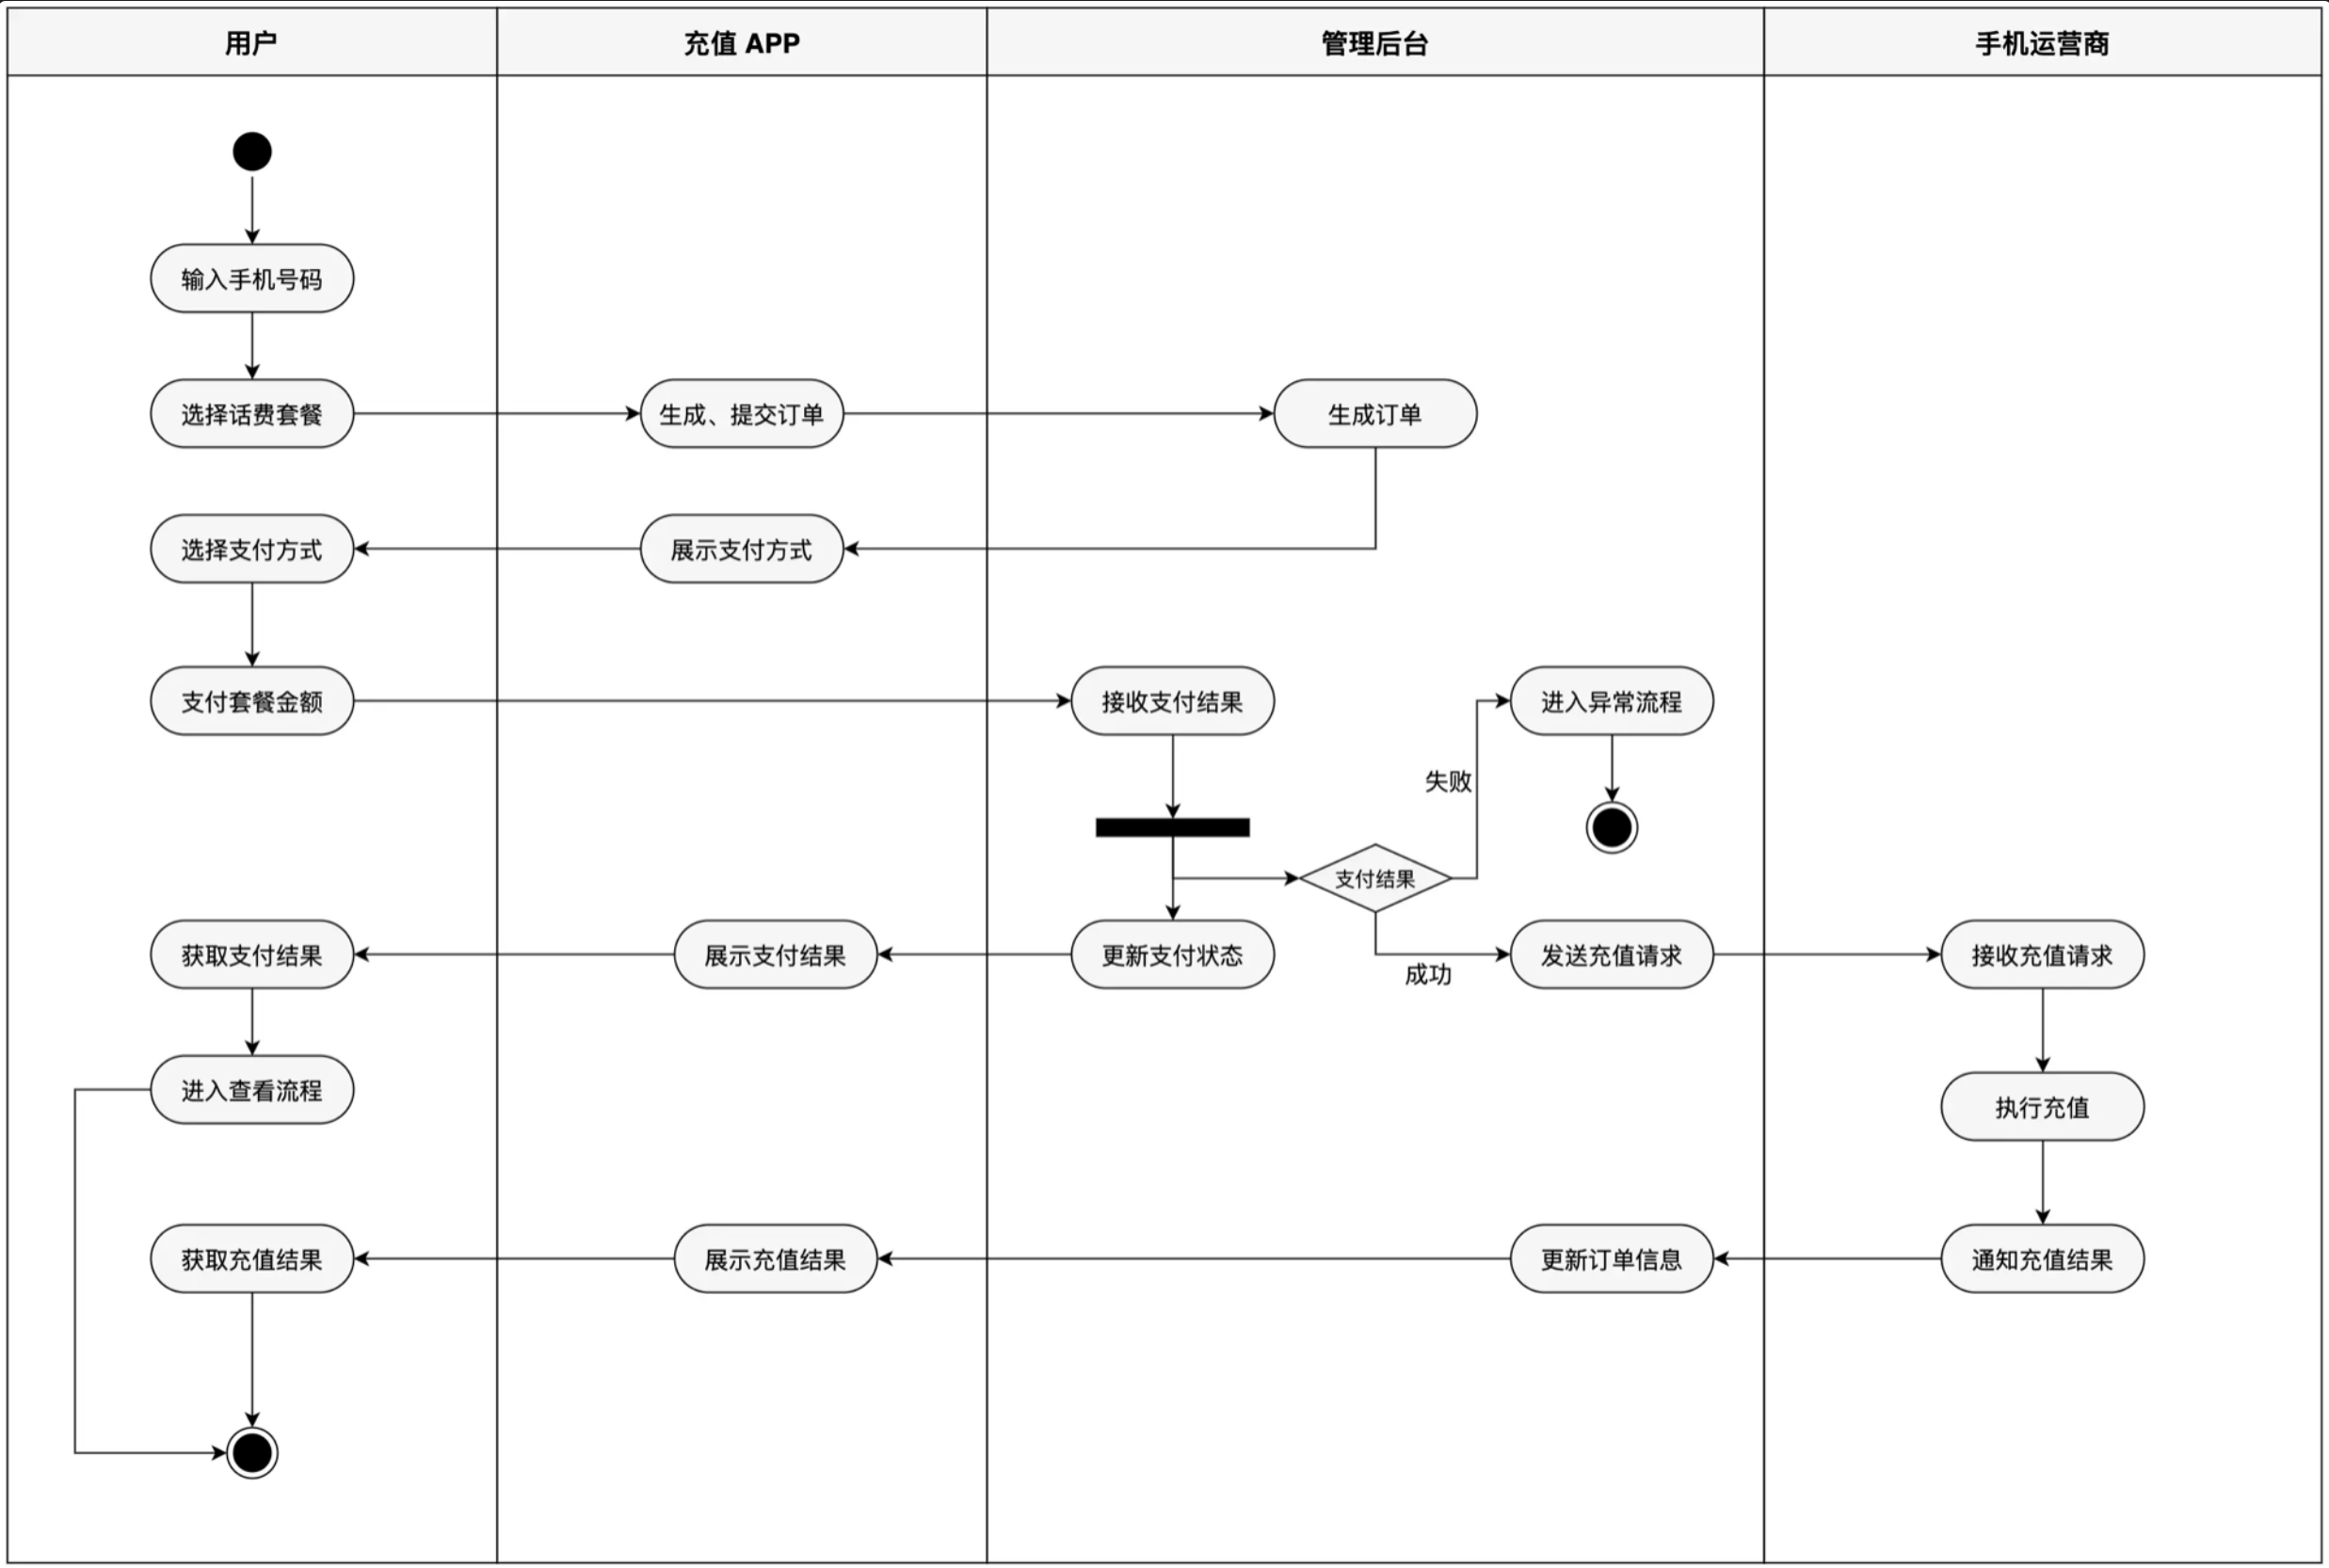 用户
充值 APP
管理后台
手机运营商
输入手机号码
选择话费套餐
生成、提交订单
生成订单
选择支付方式
展示支付方式
支付套餐金额
接收支付结果
进入异常流程
失败
支付结果
获取支付结果
展示支付结果
更新支付状态
成功
发送充值请求
接收充值请求
进入查看流程
执行充值
获取充值结果
展示充值结果
更新订单信息
通知充值结果